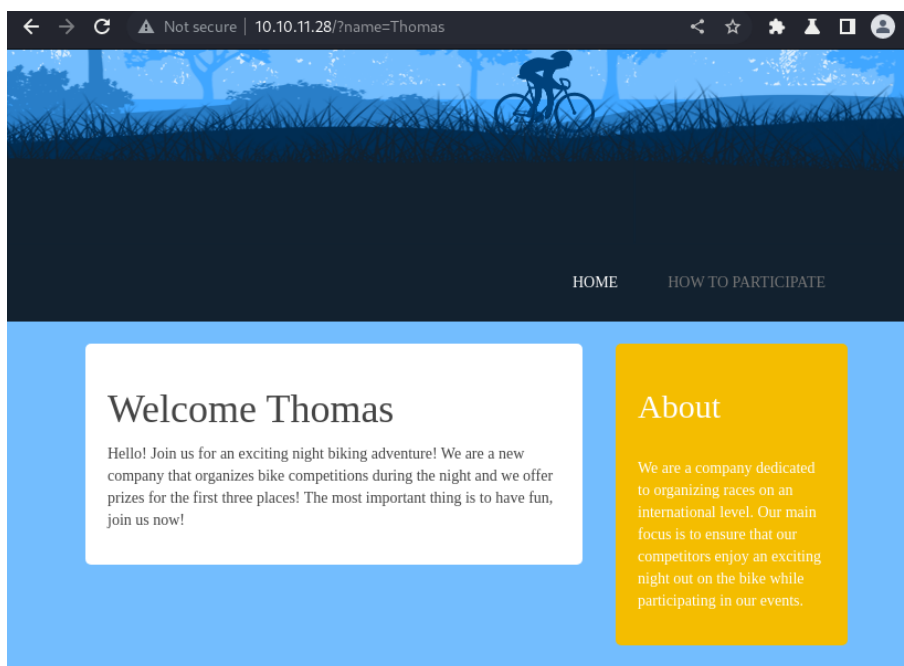 Not secure 10.10.11.28/?name=Thomas
HOME HOW TO PARTICIPATE
Welcome Thomas
Hello! Join us for an exciting night biking adventure! We are a new
company that organizes bike competitions during the night and we offer
prizes for the first three places! The most important thing is to have fun,
join us now!
About
We are a company dedicated
to organizing races on an
international level. Our main
focus is to ensure that our
competitors enjoy an exciting
night out on the bike while
participating in our events.